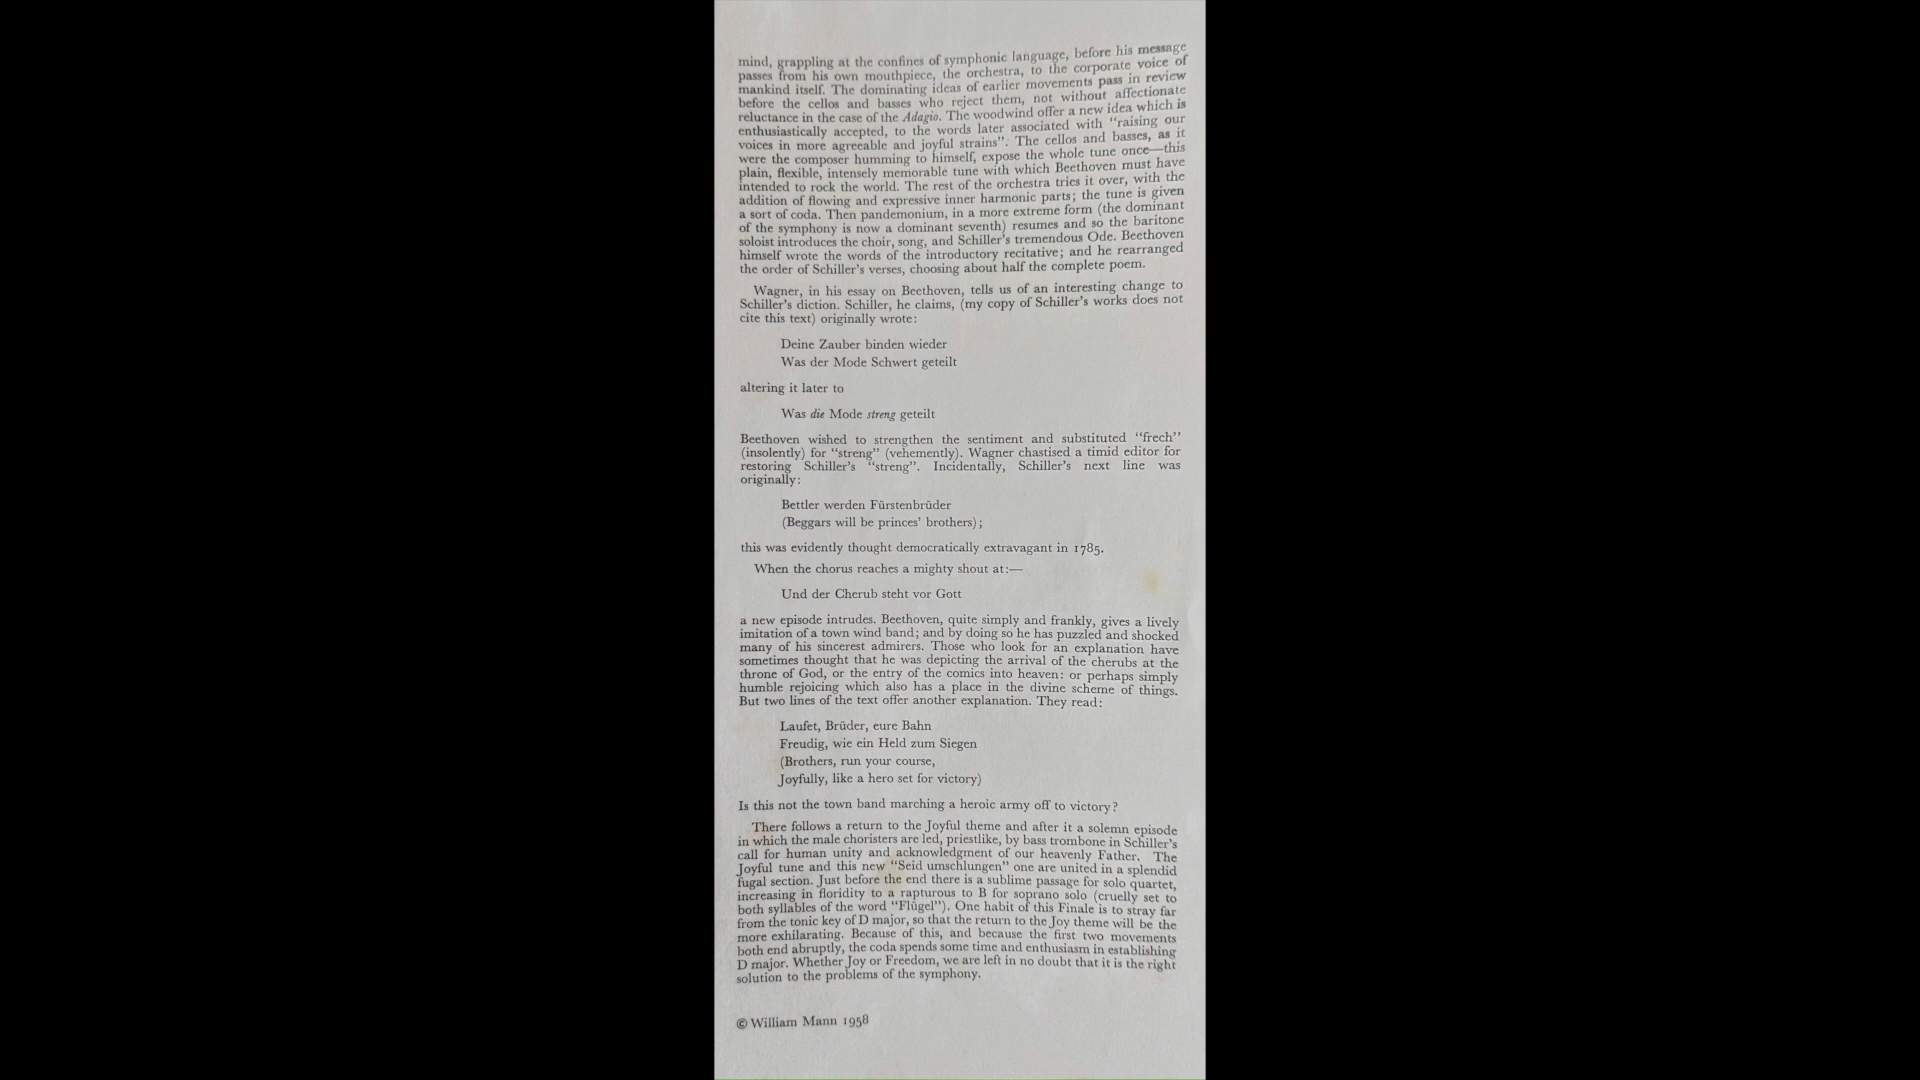 mind, grappling at the confines of symphonic language, before his message
passes from his own mouthpiece, the orchestra, to the corporate voice of
mankind itself. The dominating ideas of earlier movements pass in review
before the cellos and basses who reject them, not without affectionate
reluctance in the case of the Adagio. The woodwind offer a new idea which is
enthusiastically accepted, to the words later associated with “raising our
voices in more agreeable and joyful strains”. The cellos and basses, as it
were the composer humming to himself, expose the whole tune once—this
plain, flexible, intensely memorable tune with which Beethoven must have
intended to rock the world. The rest of the orchestra tries it over, with the
addition of flowing and expressive inner harmonic parts; the tune is given
a sort of coda. Then pandemonium, in a more extreme form (the dominant
of the symphony is now a dominant seventh) resumes and so the baritone
soloist introduces the choir, song, and Schiller’s tremendous Ode. Beethoven
himself wrote the words of the introductory recitative; and he rearranged
the order of Schiller’s verses, choosing about half the complete poem.
Wagner, in his essay on Beethoven, tells us of an interesting change to
Schiller’s diction. Schiller, he claims, (my copy of Schiller’s works does not
cite this text) originally wrote:
Deine Zauber binden wieder
Was der Mode Schwert geteilt
altering it later to
Was die Mode streng geteilt
Beethoven wished to strengthen the sentiment and substituted “frech”
(insolently) for “streng” (vehemently). Wagner chastised a timid editor for
restoring Schiller’s “streng”. Incidentally, Schiller’s next line was
originally:
Bettler werden Fürstenbrüder
(Beggars will be princes’ brothers);
this was evidently thought democratically extravagant in 1785.
When the chorus reaches a mighty shout at:—
Und der Cherub steht vor Gott
a new episode intrudes. Beethoven, quite simply and frankly, gives a lively
imitation of a town wind band; and by doing so he has puzzled and shocked
many of his sincerest admirers. Those who look for an explanation have
sometimes thought that he was depicting the arrival of the cherubs at the
throne of God, or the entry of the comics into heaven: or perhaps simply
humble rejoicing which also has a place in the divine scheme of things.
But two lines of the text offer another explanation. They read:
Laufet, Brüder, eure Bahn
Freudig, wie ein Held zum Siegen
(Brothers, run your course,
Joyfully, like a hero set for victory)
Is this not the town band marching a heroic army off to victory?
There follows a return to the Joyful theme and after it a solemn episode
in which the male choristers are led, priestlike, by bass trombone in Schiller’s
call for human unity and acknowledgment of our heavenly Father. The
Joyful tune and this new “Seid umschlungen” one are united in a splendid
fugal section. Just before the end there is a sublime passage for solo quartet,
increasing in floridity to a rapturous to B for soprano solo (cruelly set to
both syllables of the word “Flügel”). One habit of this Finale is to stray far
from the tonic key of D major, so that the return to the Joy theme will be the
more exhilarating. Because of this, and because the first two movements
both end abruptly, the coda spends some time and enthusiasm in establishing
D major. Whether Joy or Freedom, we are left in no doubt that it is the right
solution to the problems of the symphony.
© William Mann 1958